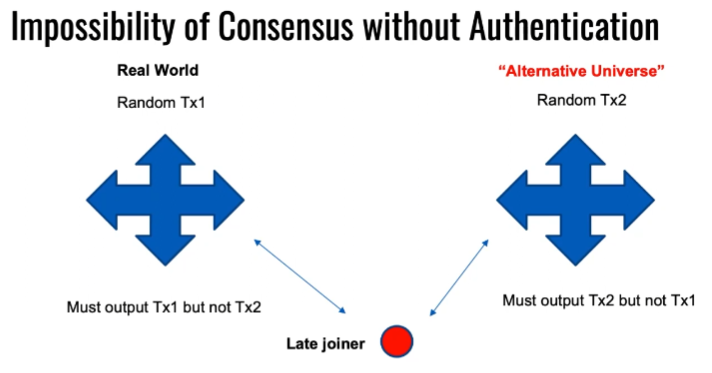 Impossibility of Consensus without Authentication
Real World
Random Tx1
Must output Tx1 but not Tx2
“Alternative Universe”
Random Tx2
Must output Tx2 but not Tx1
Late joiner